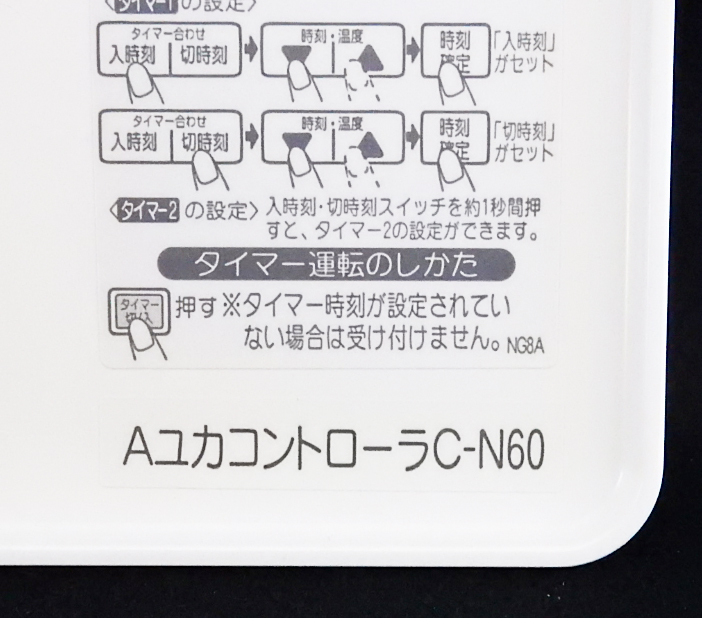 〈タイマー1 の設定〉
タイマー合わせ 時刻・温度 時刻 「入時刻」
入時刻 切時刻 確定 がセット
タイマー合わせ 時刻・温度 時刻 「切時刻」
入時刻 切時刻 確定 がセット
〈タイマー2 の設定〉 入時刻・切時刻スイッチを約1秒間押
すと、タイマー2の設定ができます。
タイマー運転のしかた
タイマー 押す ※タイマー時刻が設定されてい
切/入 ない場合は受け付けません。 NG8A
AユカコントローラC-N60